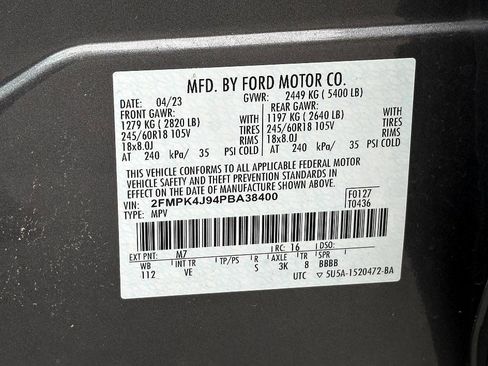 MFD. BY FORD MOTOR CO.
DATE: 04/23 GVWR: 2449 KG ( 5400 LB)
FRONT GAWR: REAR GAWR:
1279 KG ( 2820 LB) WITH 1197 KG ( 2640 LB) WITH
245/60R18 105V TIRES 245/60R18 105V TIRES
18x8.0J RIMS 18x8.0J RIMS
AT 240 kPa/ 35 PSI COLD AT 240 kPa/ 35 PSI COLD
THIS VEHICLE CONFORMS TO ALL APPLICABLE FEDERAL MOTOR
VEHICLE SAFETY AND THEFT PREVENTION STANDARDS IN EFFECT ON
THE DATE OF MANUFACTURE SHOWN ABOVE.
VIN: 2FMPK4J94PBA38400 F0127
TYPE: MPV T0436
EXT PNT: M7 RC: 16 DSO:
WB INT TR TP/PS R AXLE TR SPR
112 VE S 3K 8 BBBB
UTC ▽ 5U5A-1520472-BA